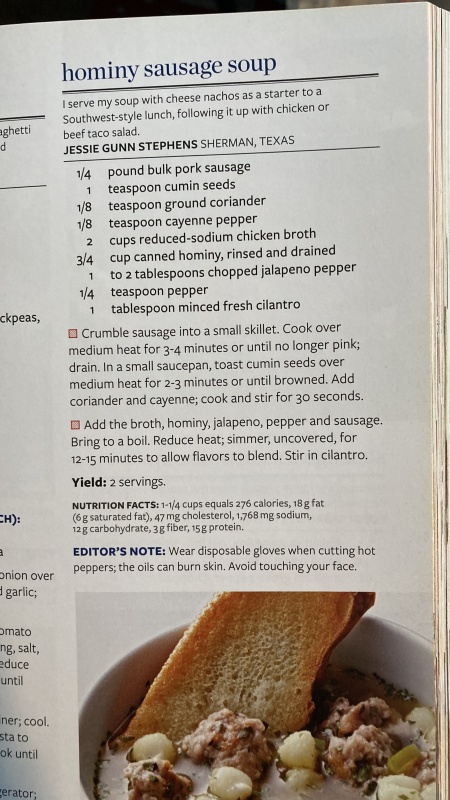 hominy sausage soup
I serve my soup with cheese nachos as a starter to a
Southwest-style lunch, following it up with chicken or
beef taco salad.
JESSIE GUNN STEPHENS SHERMAN, TEXAS
1/4 pound bulk pork sausage
1 teaspoon cumin seeds
1/8 teaspoon ground coriander
1/8 teaspoon cayenne pepper
2 cups reduced-sodium chicken broth
3/4 cup canned hominy, rinsed and drained
1 to 2 tablespoons chopped jalapeno pepper
1/4 teaspoon pepper
1 tablespoon minced fresh cilantro
Crumble sausage into a small skillet. Cook over
medium heat for 3-4 minutes or until no longer pink;
drain. In a small saucepan, toast cumin seeds over
medium heat for 2-3 minutes or until browned. Add
coriander and cayenne; cook and stir for 30 seconds.
Add the broth, hominy, jalapeno, pepper and sausage.
Bring to a boil. Reduce heat; simmer, uncovered, for
12-15 minutes to allow flavors to blend. Stir in cilantro.
Yield: 2 servings.
NUTRITION FACTS: 1-1/4 cups equals 276 calories, 18 g fat
(6 g saturated fat), 47 mg cholesterol, 1,768 mg sodium,
12 g carbohydrate, 3 g fiber, 15 g protein.
EDITOR'S NOTE: Wear disposable gloves when cutting hot
peppers; the oils can burn skin. Avoid touching your face.
aghetti
d
ckpeas,
CH):
a
onion over
d garlic;
omato
ng, salt,
educe
until
iner; cool.
sta to
ok until
gerator;